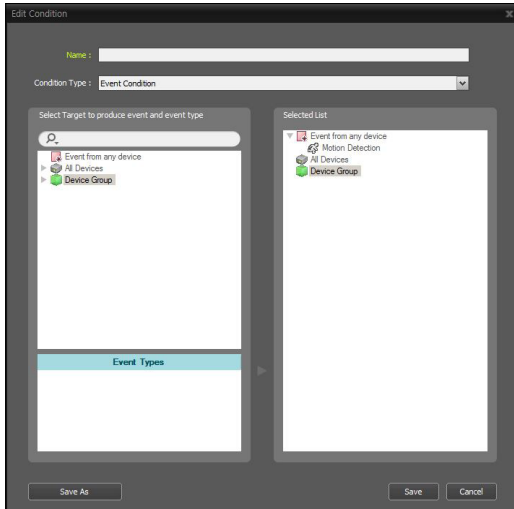 Edit Condition
Name :
Condition Type : Event Condition
Select Target to produce event and event type
Event from any device
All Devices
Device Group
Event Types
Selected List
Event from any device
Motion Detection
All Devices
Device Group
Save As
Save
Cancel